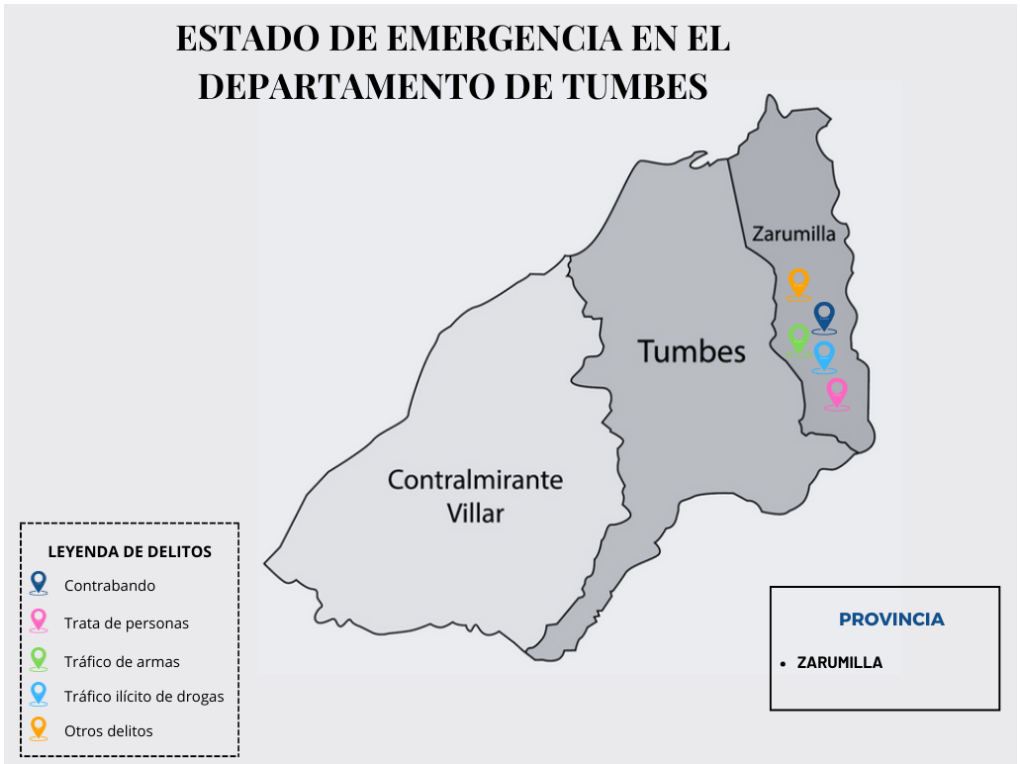 ESTADO DE EMERGENCIA EN EL
DEPARTAMENTO DE TUMBES
Zarumilla
Tumbes
Contralmirante
Villar
LEYENDA DE DELITOS
Contrabando
Trata de personas
Tráfico de armas
Tráfico ilícito de drogas
Otros delitos
PROVINCIA
• ZARUMILLA